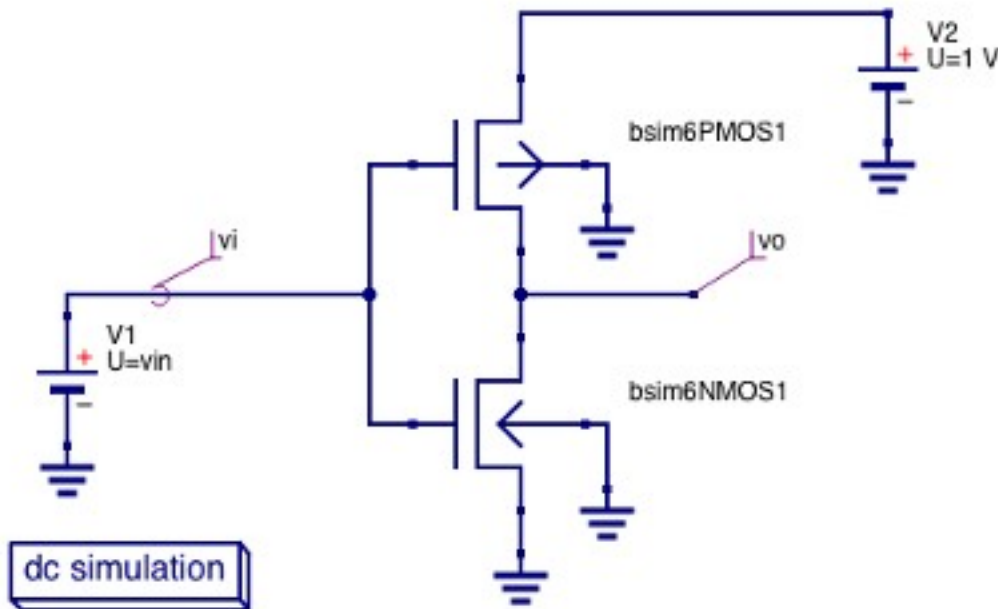 V2
U=1 V
bsim6PMOS1
vi
vo
V1
U=vin
bsim6NMOS1
dc simulation